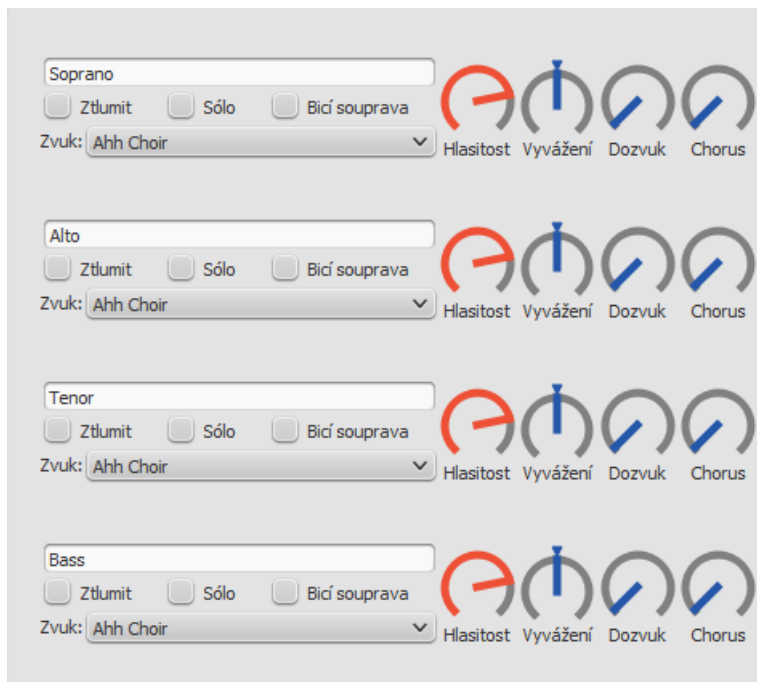 Soprano
Ztlumit Sólo Bicí souprava
Zvuk: Ahh Choir
Hlasitost Vyvážení Dozvuk Chorus
Alto
Ztlumit Sólo Bicí souprava
Zvuk: Ahh Choir
Hlasitost Vyvážení Dozvuk Chorus
Tenor
Ztlumit Sólo Bicí souprava
Zvuk: Ahh Choir
Hlasitost Vyvážení Dozvuk Chorus
Bass
Ztlumit Sólo Bicí souprava
Zvuk: Ahh Choir
Hlasitost Vyvážení Dozvuk Chorus